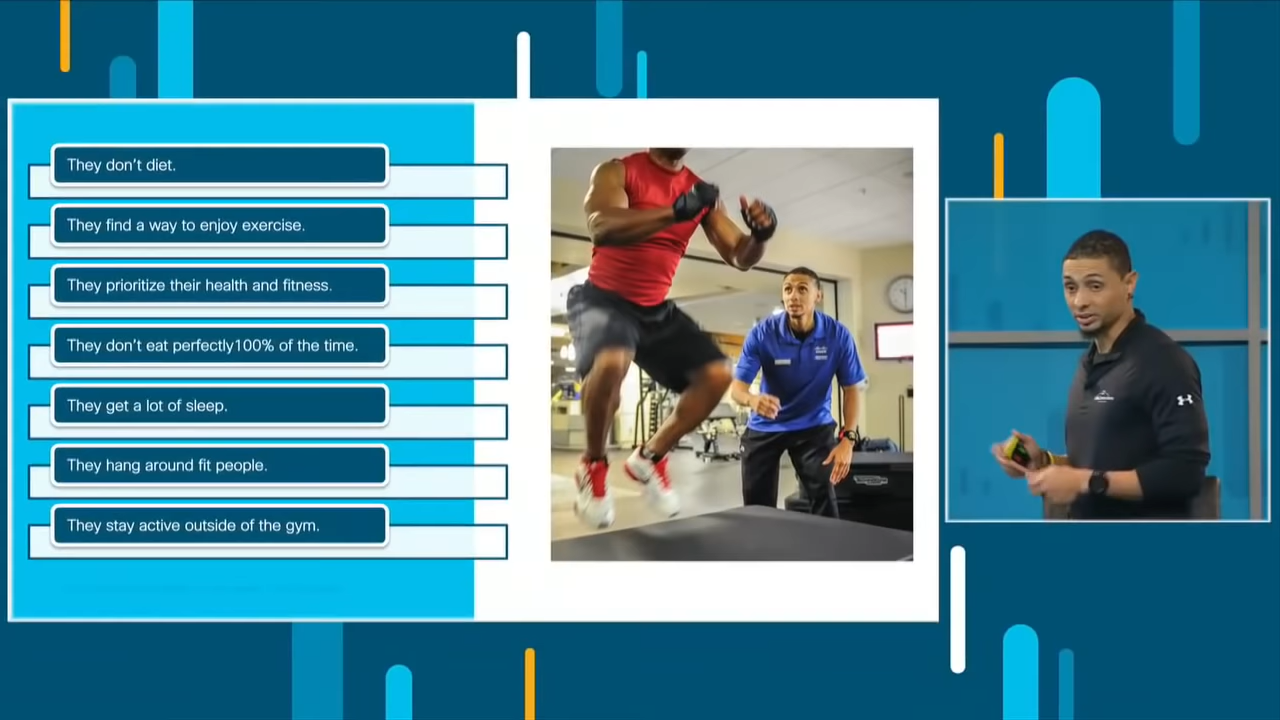 They don't diet.
They find a way to enjoy exercise.
They prioritize their health and fitness.
They don't eat perfectly100% of the time.
They get a lot of sleep.
They hang around fit people.
They stay active outside of the gym.